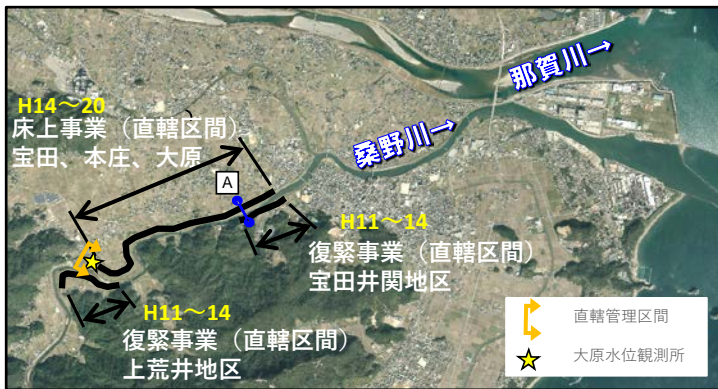 那賀川→
桑野川→
H14～20
床上事業（直轄区間）
宝田、本庄、大原
A
H11～14
復緊事業（直轄区間）
宝田井関地区
H11～14
復緊事業（直轄区間）
上荒井地区
直轄管理区間
大原水位観測所